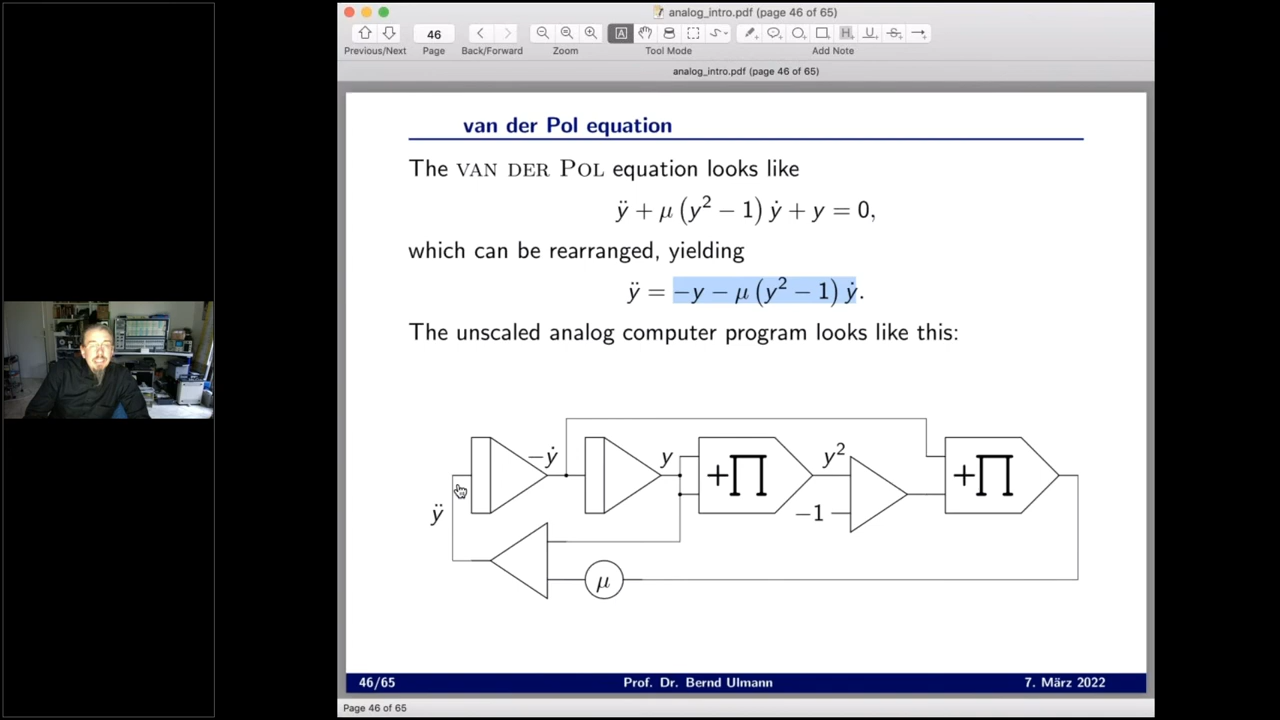 analog_intro.pdf (page 46 of 65)
46
Previous/Next Page Back/Forward Zoom Tool Mode Add Note
analog_intro.pdf (page 46 of 65)
van der Pol equation
The VAN DER POL equation looks like
ÿ + μ (y² − 1) ẏ + y = 0,
which can be rearranged, yielding
ÿ = −y − μ (y² − 1) ẏ.
The unscaled analog computer program looks like this:
−ẏ y +∏ y² +∏
ÿ −1
μ
46/65 Prof. Dr. Bernd Ulmann 7. März 2022
Page 46 of 65